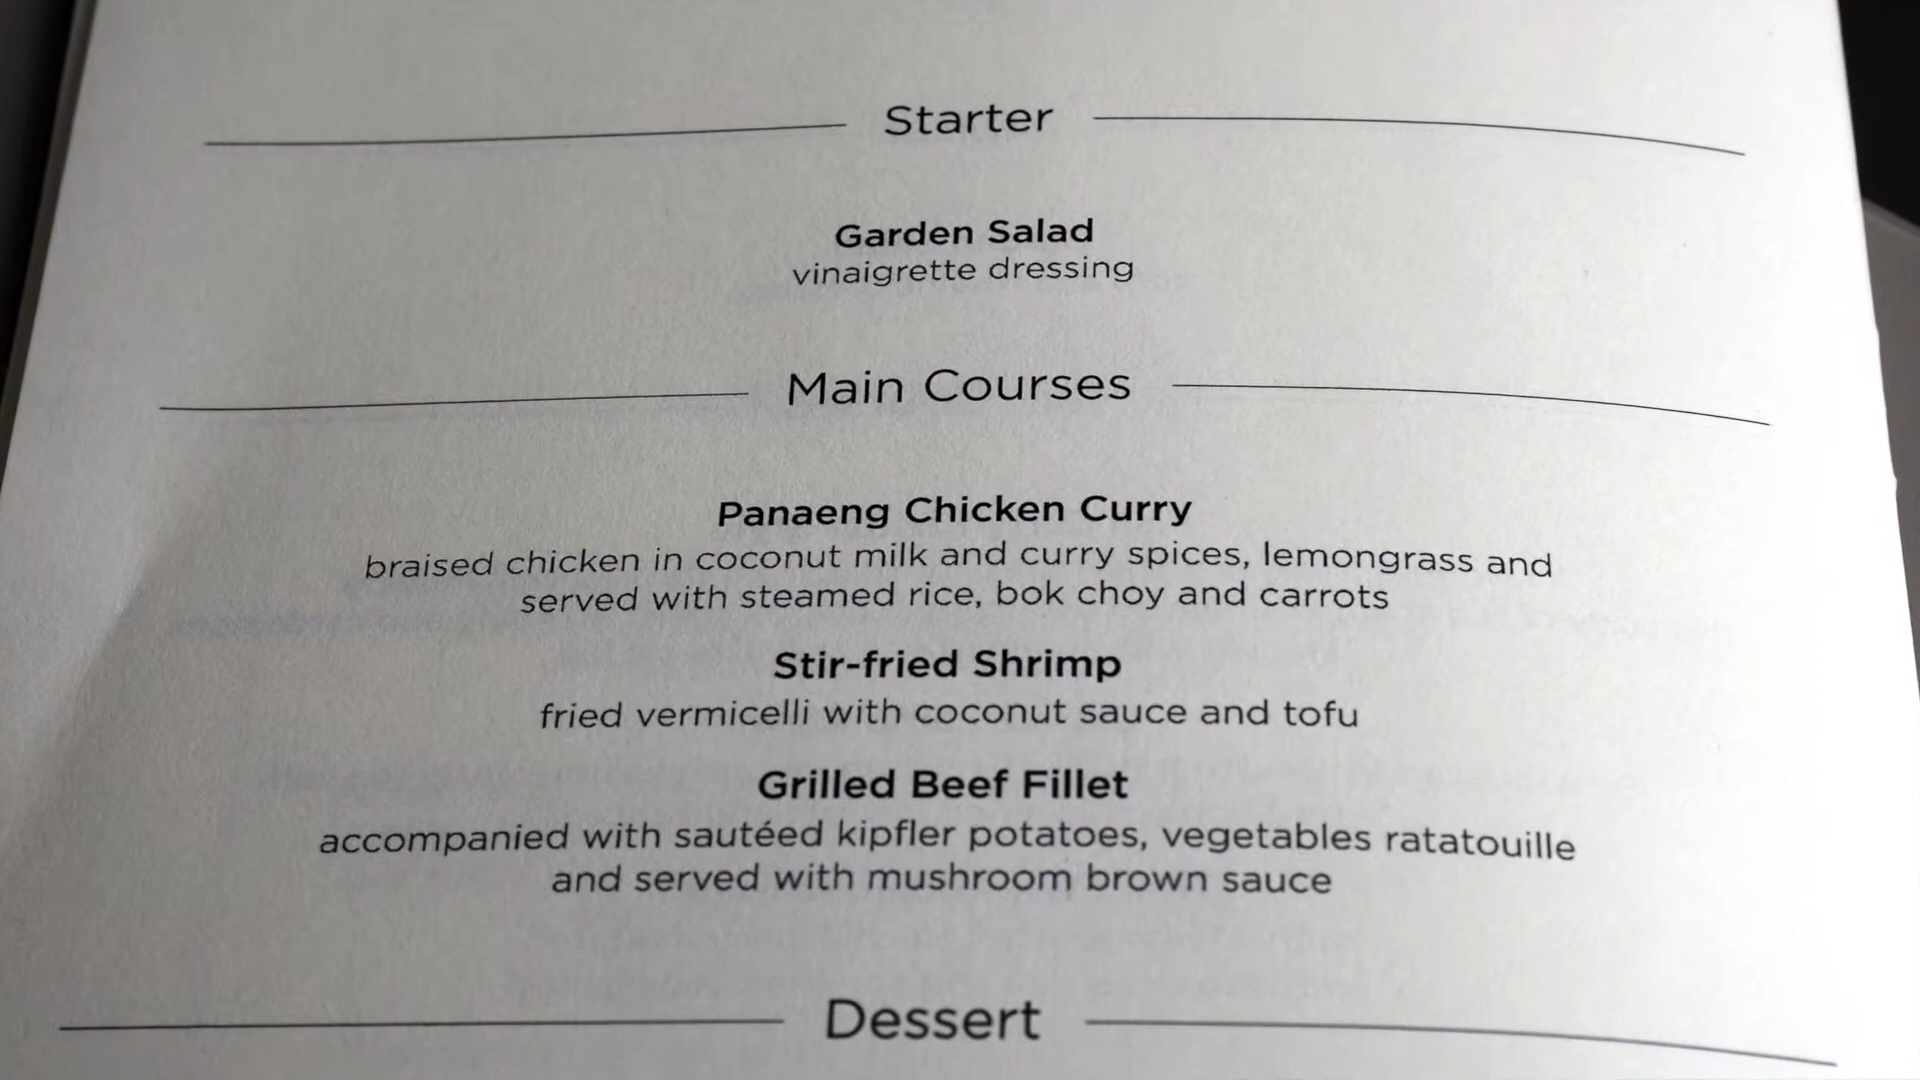 Starter
Garden Salad
vinaigrette dressing
Main Courses
Panaeng Chicken Curry
braised chicken in coconut milk and curry spices, lemongrass and
served with steamed rice, bok choy and carrots
Stir-fried Shrimp
fried vermicelli with coconut sauce and tofu
Grilled Beef Fillet
accompanied with sautéed kipfler potatoes, vegetables ratatouille
and served with mushroom brown sauce
Dessert